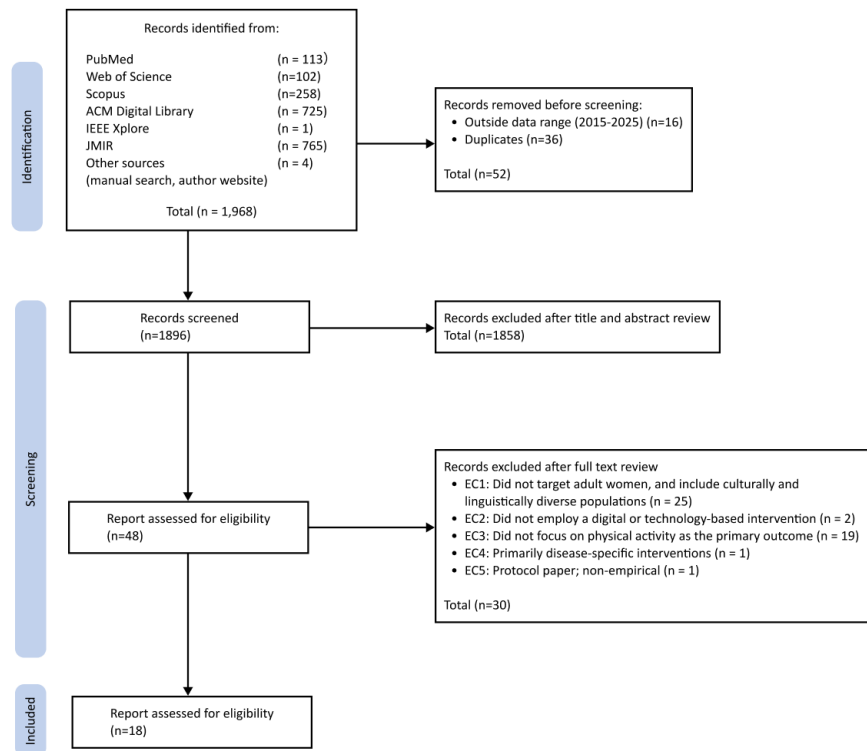 Identification
Records identified from:
PubMed (n = 113)
Web of Science (n=102)
Scopus (n=258)
ACM Digital Library (n = 725)
IEEE Xplore (n = 1)
JMIR (n = 765)
Other sources (n = 4)
(manual search, author website)
Total (n = 1,968)
Records removed before screening:
• Outside data range (2015-2025) (n=16)
• Duplicates (n=36)
Total (n=52)
Screening
Records screened
(n=1896)
Records excluded after title and abstract review
Total (n=1858)
Report assessed for eligibility
(n=48)
Records excluded after full text review
• EC1: Did not target adult women, and include culturally and
linguistically diverse populations (n = 25)
• EC2: Did not employ a digital or technology-based intervention (n = 2)
• EC3: Did not focus on physical activity as the primary outcome (n = 19)
• EC4: Primarily disease-specific interventions (n = 1)
• EC5: Protocol paper; non-empirical (n = 1)
Total (n=30)
Included
Report assessed for eligibility
(n=18)